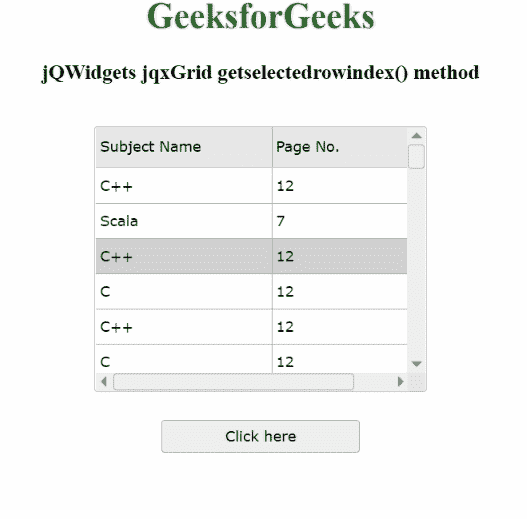 GeeksforGeeks
jQWidgets jqxGrid getselectedrowindex() method
Subject Name Page No.
C++ 12
Scala 7
C++ 12
C 12
C++ 12
C 12
Click here